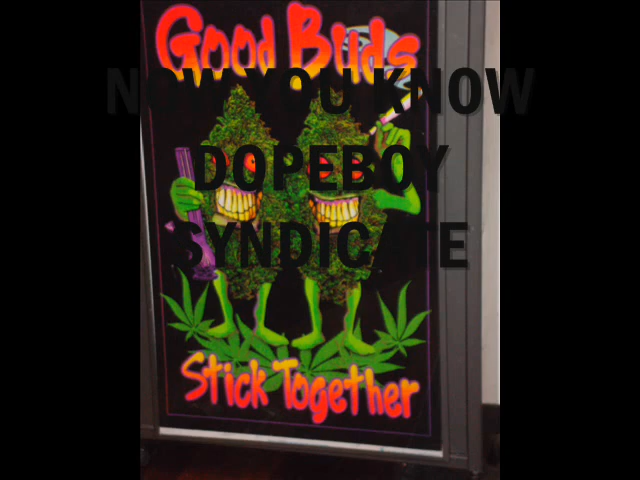 Good Buds
NOW YOU KNOW
DOPEBOY
SYNDICATE
Stick Together